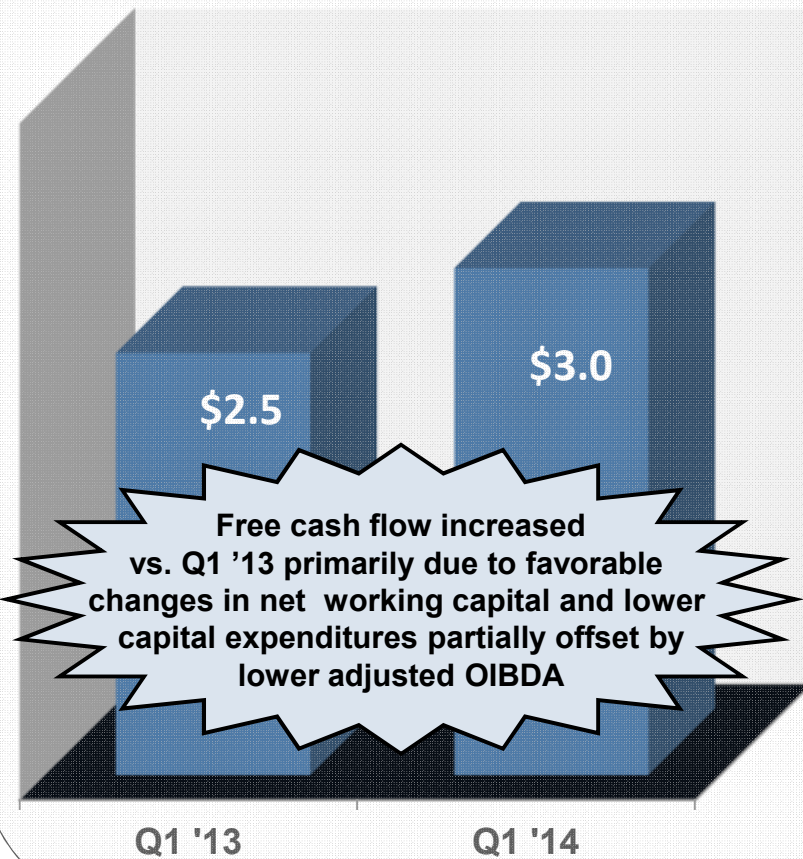 $2.5
$3.0
Free cash flow increased
vs. Q1 ’13 primarily due to favorable
changes in net working capital and lower
capital expenditures partially offset by
lower adjusted OIBDA
Q1 '13
Q1 '14